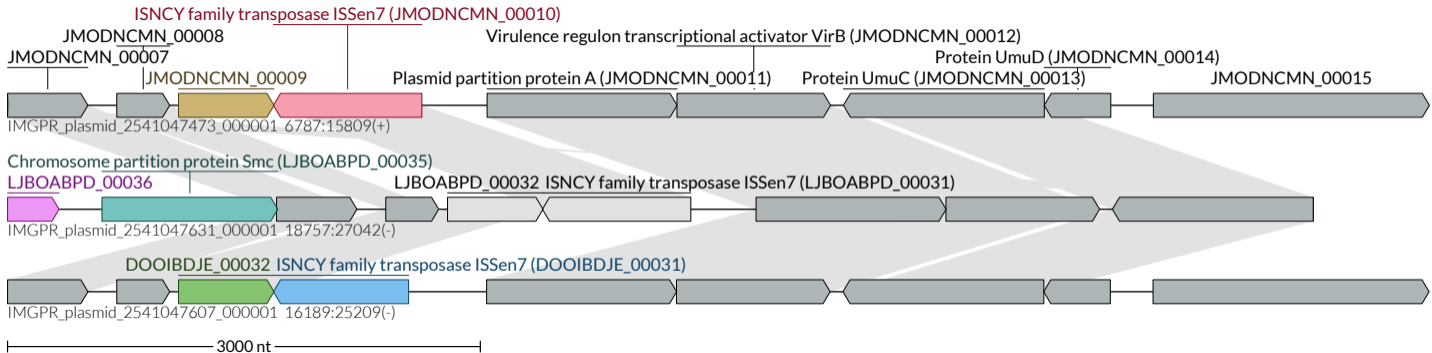 ISNCY family transposase ISSen7 (JMODNCMN_00010)
JMODNCMN_00008 Virulence regulon transcriptional activator VirB (JMODNCMN_00012)
JMODNCMN_00007 Protein UmuD (JMODNCMN_00014)
JMODNCMN_00009 Plasmid partition protein A (JMODNCMN_00011) Protein UmuC (JMODNCMN_00013) JMODNCMN_00015
IMGPR_plasmid_2541047473_000001 6787:15809(+)
Chromosome partition protein Smc (LJBOABPD_00035)
LJBOABPD_00036 LJBOABPD_00032 ISNCY family transposase ISSen7 (LJBOABPD_00031)
IMGPR_plasmid_2541047631_000001 18757:27042(-)
DOOIBDJE_00032 ISNCY family transposase ISSen7 (DOOIBDJE_00031)
IMGPR_plasmid_2541047607_000001 16189:25209(-)
3000 nt